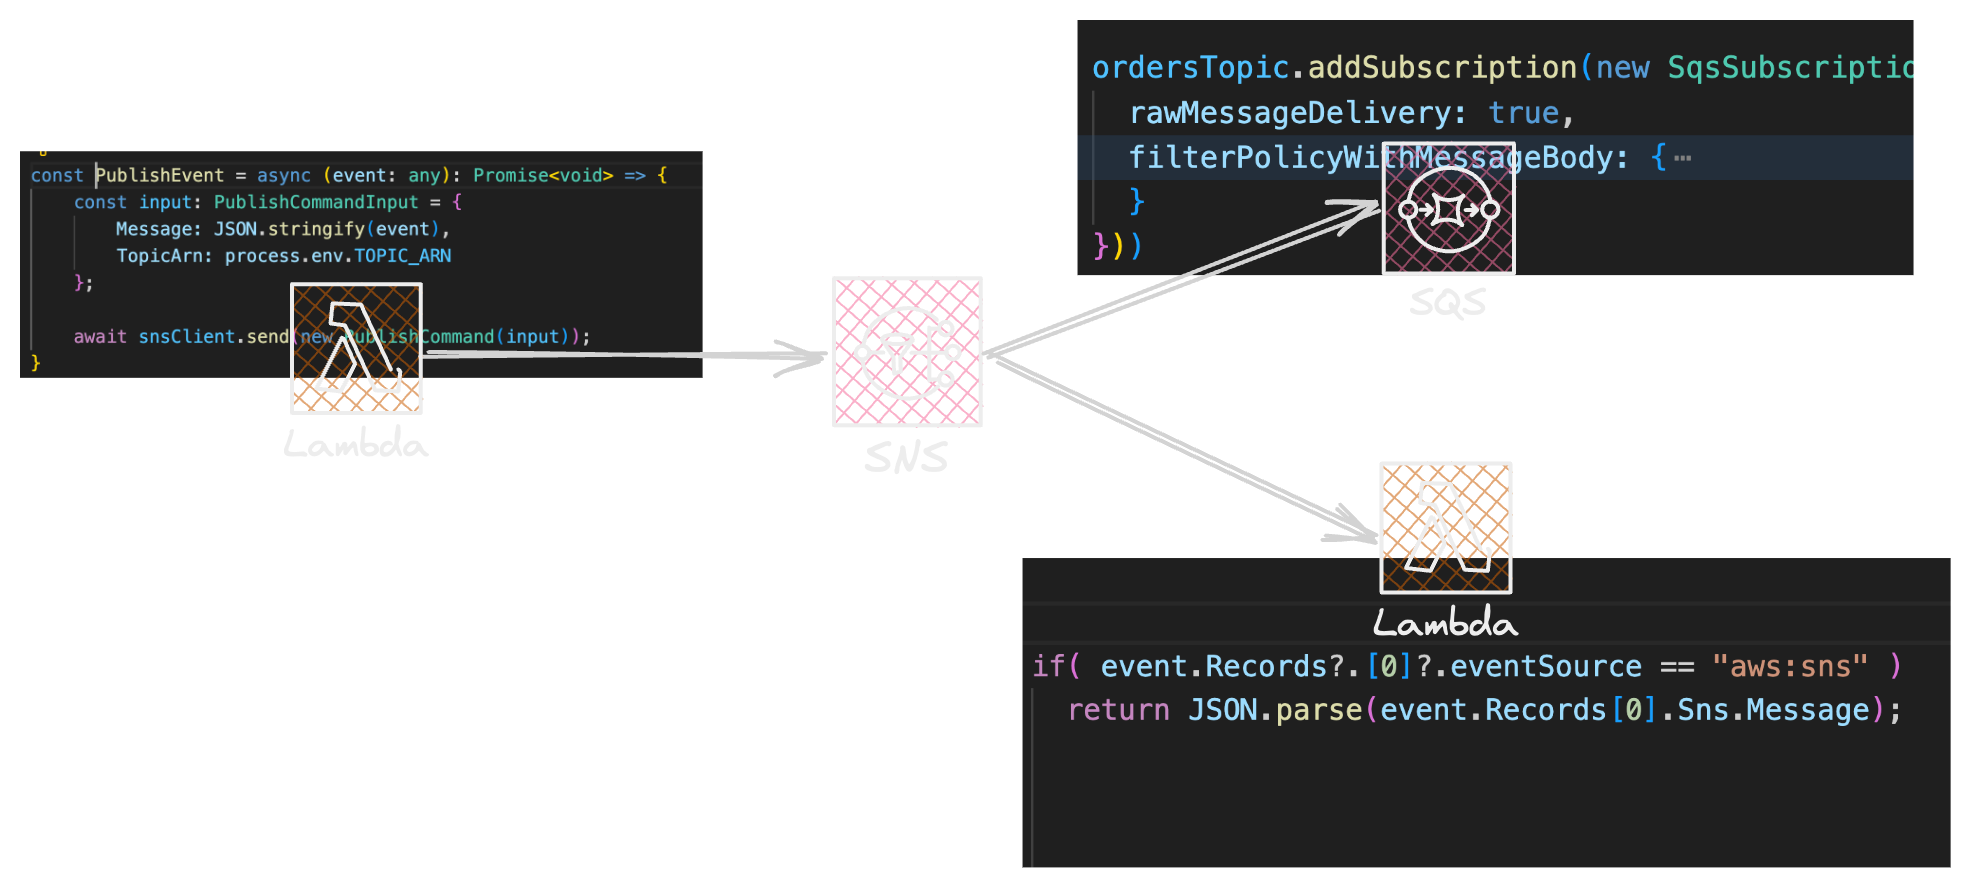 const PublishEvent = async (event: any): Promise<void> => {
const input: PublishCommandInput = {
Message: JSON.stringify(event),
TopicArn: process.env.TOPIC_ARN
};
await snsClient.send(new PublishCommand(input));
}
Lambda
SNS
ordersTopic.addSubscription(new SqsSubscriptio
rawMessageDelivery: true,
filterPolicyWithMessageBody: {
}
}))
SQS
Lambda
if( event.Records?.[0]?.eventSource == "aws:sns" )
return JSON.parse(event.Records[0].Sns.Message);